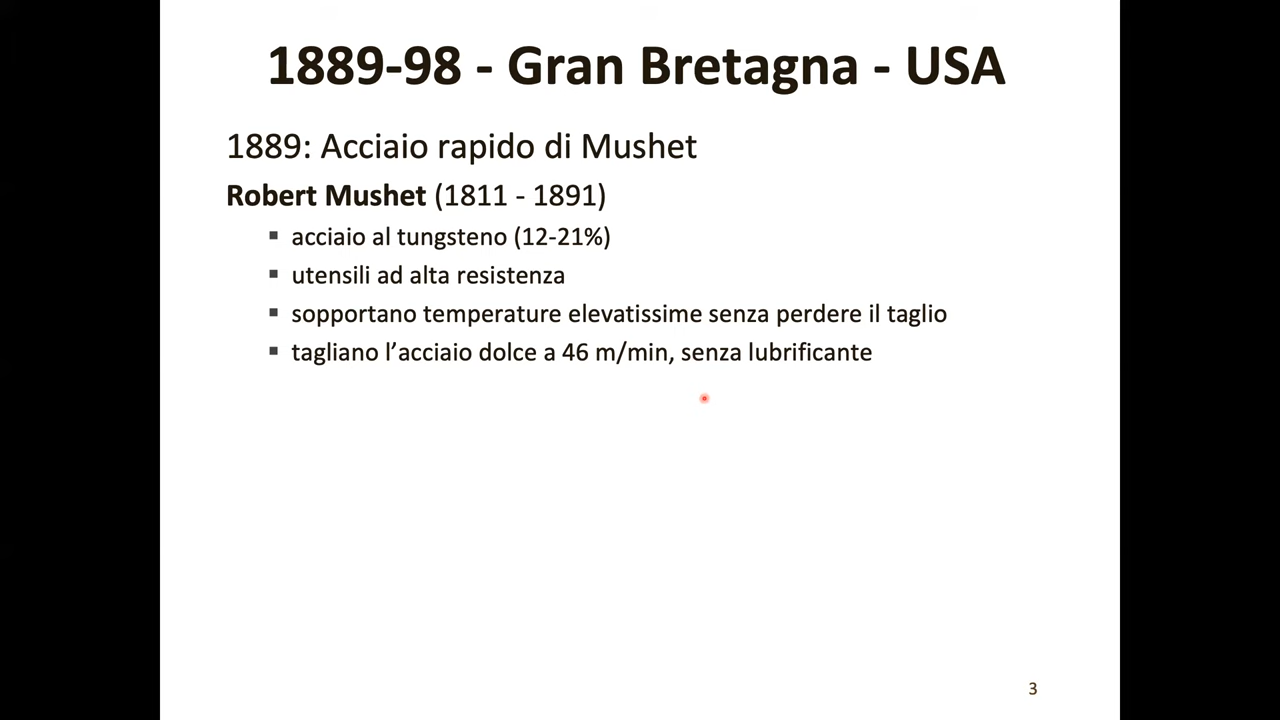 1889-98 - Gran Bretagna - USA
1889: Acciaio rapido di Mushet
Robert Mushet (1811 - 1891)
▪ acciaio al tungsteno (12-21%)
▪ utensili ad alta resistenza
▪ sopportano temperature elevatissime senza perdere il taglio
▪ tagliano l’acciaio dolce a 46 m/min, senza lubrificante
3